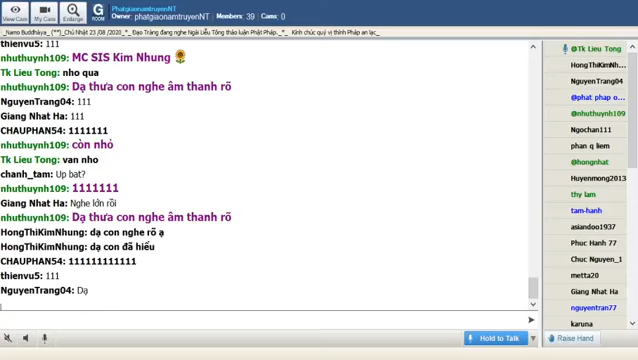 View Cam
My Cam
Enlarge
G
ROOM
PhatgiaonamtruyenNT
Owner: phatgiaonamtruyenNT | Members: 39 Cams: 0
_Namo Buddhàya_ (**)_Chủ Nhật 23 /08 /2020_* _Đạo Tràng đang nghe Ngài Liễu Tông thảo luận Phật Pháp._*_ Kính chúc quý vị thính Pháp an lạc_
thienvu5: 111
nhuthuynh109: MC SIS Kim Nhung
Tk Lieu Tong: nho qua
nhuthuynh109: Dạ thưa con nghe âm thanh rõ
NguyenTrang04: 111
Giang Nhat Ha: 111
CHAUPHAN54: 1111111
nhuthuynh109: còn nhỏ
Tk Lieu Tong: van nho
chanh_tam: Up bat?
nhuthuynh109: 1111111
Giang Nhat Ha: Nghe lớn rồi
nhuthuynh109: Dạ thưa con nghe âm thanh rõ
HongThiKimNhung: dạ con nghe rõ ạ
HongThiKimNhung: dạ con đã hiểu
CHAUPHAN54: 111111111111
thienvu5: 111
NguyenTrang04: Dạ
@Tk Lieu Tong
HongThiKimNh...
NguyenTrang04
@phat phap o...
@nhuthuynh109
Ngochan111
phan q liem
@hongnhat
Huyenmong2013
thy lam
tam-hanh
asiandoo1937
Phuc Hanh 77
Chuc Nguyen_1
metta20
Giang Nhat Ha
nguyentran77
karuna
Hold to Talk
Raise Hand